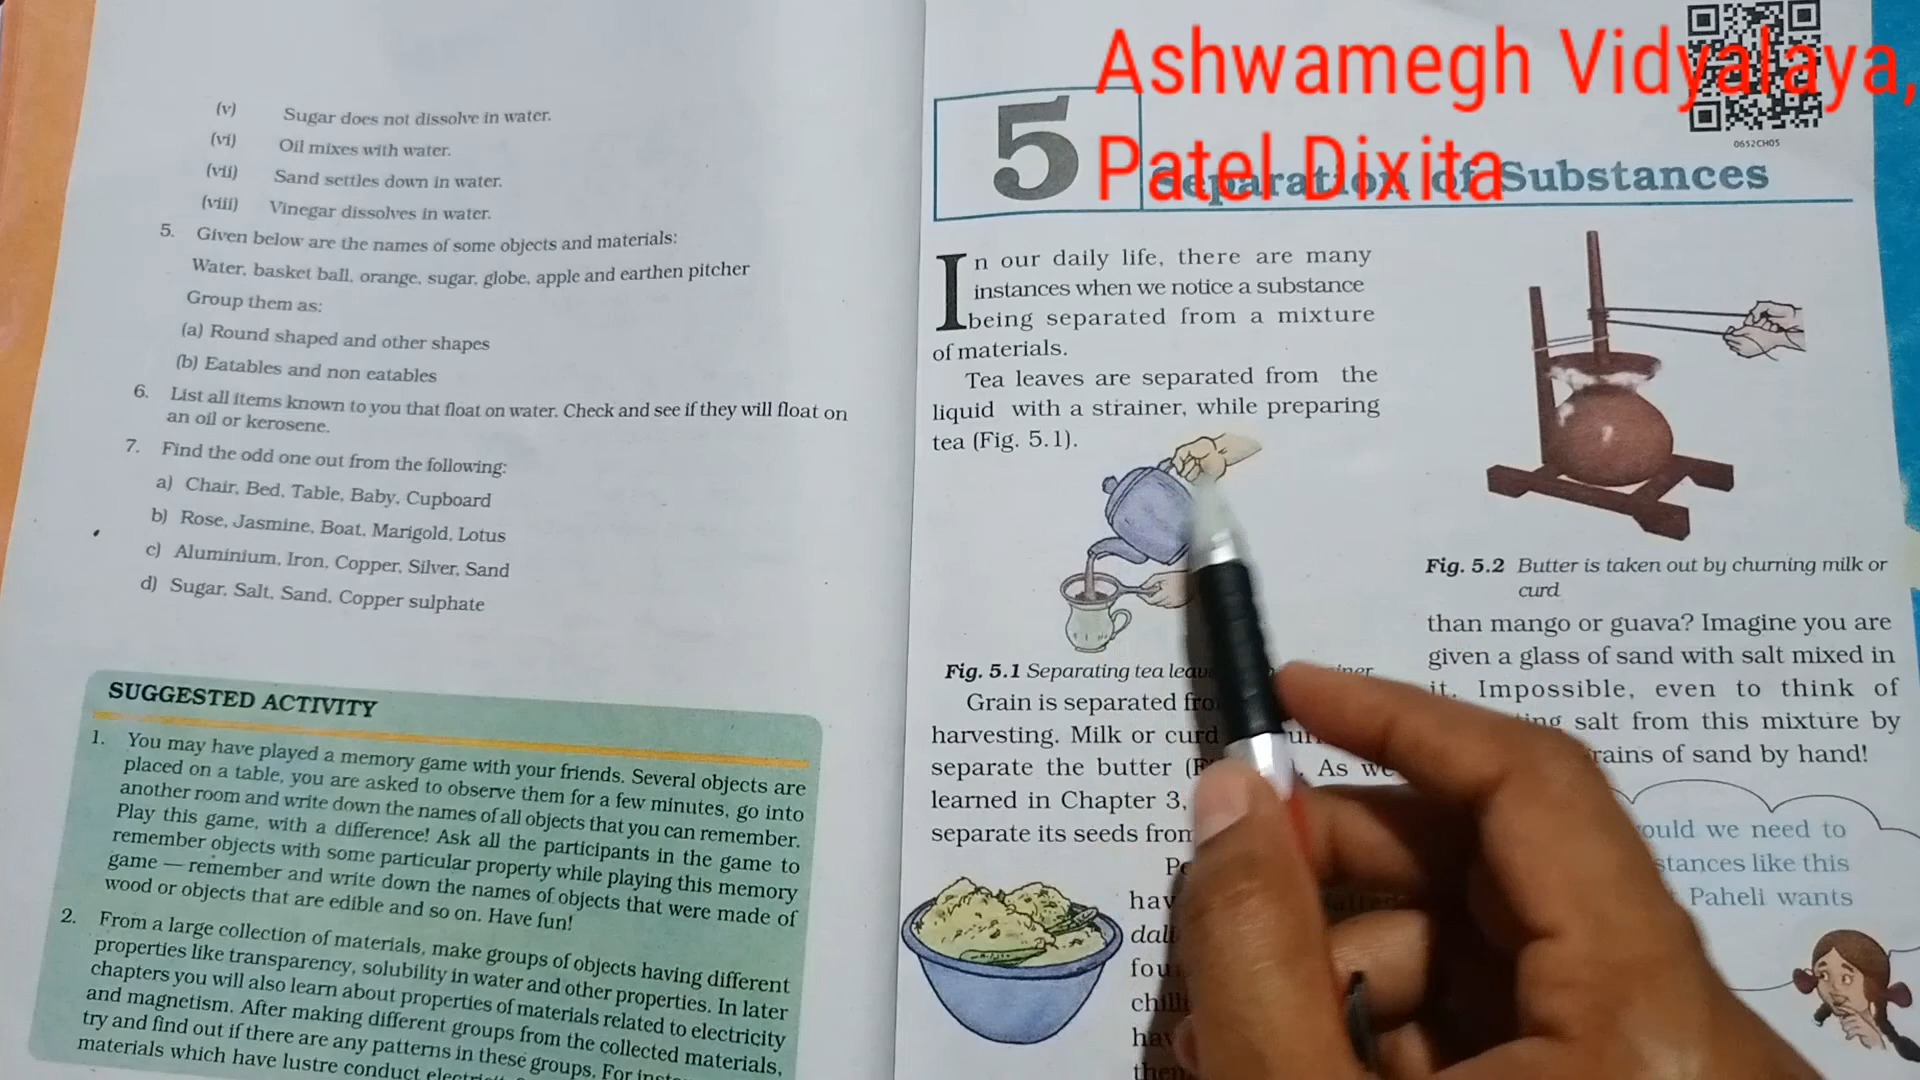 (v) Sugar does not dissolve in water.
(vi) Oil mixes with water.
(vii) Sand settles down in water.
(viii) Vinegar dissolves in water.
5. Given below are the names of some objects and materials:
Water, basket ball, orange, sugar, globe, apple and earthen pitcher
Group them as:
(a) Round shaped and other shapes
(b) Eatables and non eatables
6. List all items known to you that float on water. Check and see if they will float on
an oil or kerosene.
7. Find the odd one out from the following:
a) Chair, Bed, Table, Baby, Cupboard
b) Rose, Jasmine, Boat, Marigold, Lotus
c) Aluminium, Iron, Copper, Silver, Sand
d) Sugar, Salt, Sand, Copper sulphate
SUGGESTED ACTIVITY
1. You may have played a memory game with your friends. Several objects are
placed on a table, you are asked to observe them for a few minutes, go into
another room and write down the names of all objects that you can remember.
Play this game, with a difference! Ask all the participants in the game to
remember objects with some particular property while playing this memory
game — remember and write down the names of objects that were made of
wood or objects that are edible and so on. Have fun!
2. From a large collection of materials, make groups of objects having different
properties like transparency, solubility in water and other properties. In later
chapters you will also learn about properties of materials related to electricity
and magnetism. After making different groups from the collected materials,
try and find out if there are any patterns in these groups. For
materials which have lustre conduct
Ashwamegh Vidyalaya,
Patel Dixita
0652CH05
5 Separation of Substances
In our daily life, there are many
instances when we notice a substance
being separated from a mixture
of materials.
Tea leaves are separated from the
liquid with a strainer, while preparing
tea (Fig. 5.1).
Fig. 5.1 Separating tea
Grain is separated
harvesting. Milk or curd
separate the butter As we
learned in Chapter 3,
separate its seeds from
Fig. 5.2 Butter is taken out by churning milk or
curd
than mango or guava? Imagine you are
given a glass of sand with salt mixed in
it. Impossible, even to think of
salt from this mixture by
of sand by hand!
we need to
like this
Paheli wants